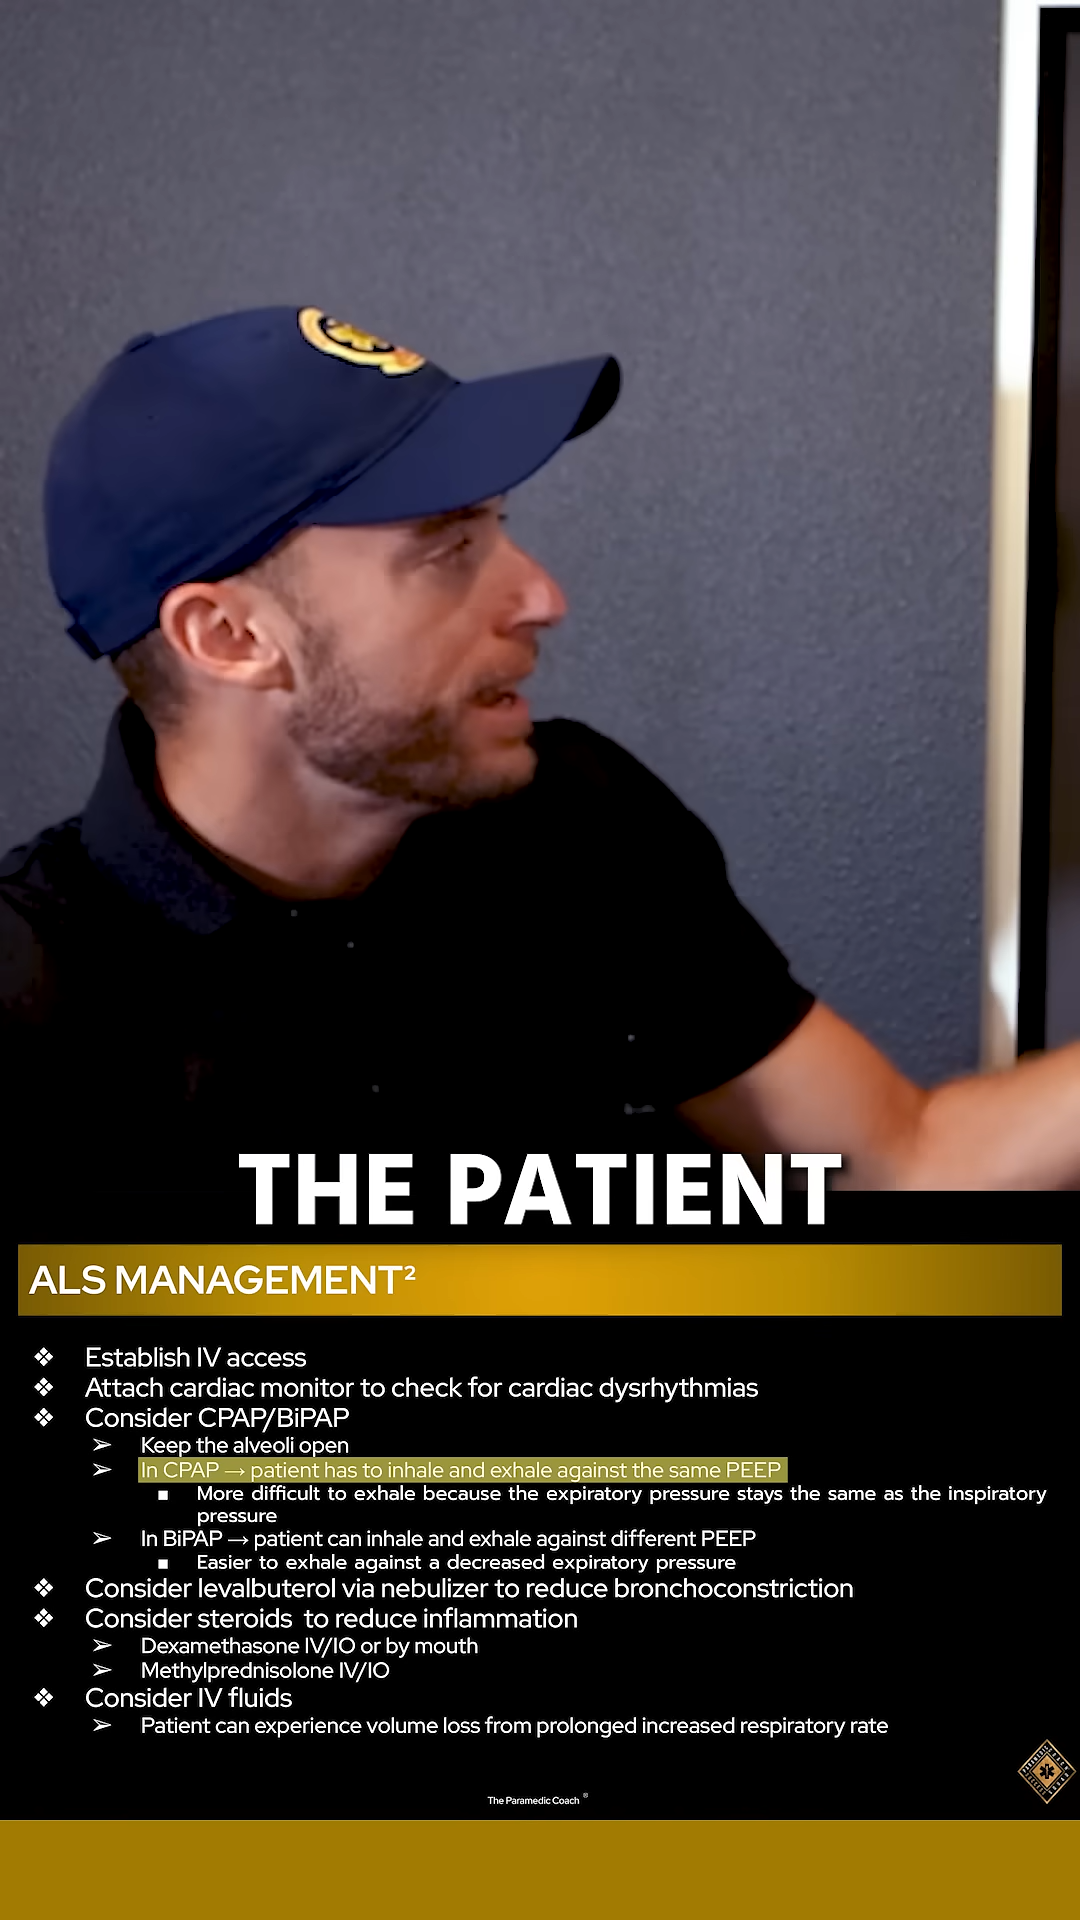 THE PATIENT
ALS MANAGEMENT²
❖ Establish IV access
❖ Attach cardiac monitor to check for cardiac dysrhythmias
❖ Consider CPAP/BiPAP
➢ Keep the alveoli open
➢ In CPAP → patient has to inhale and exhale against the same PEEP
▪ More difficult to exhale because the expiratory pressure stays the same as the inspiratory
pressure
➢ In BiPAP → patient can inhale and exhale against different PEEP
▪ Easier to exhale against a decreased expiratory pressure
❖ Consider levalbuterol via nebulizer to reduce bronchoconstriction
❖ Consider steroids to reduce inflammation
➢ Dexamethasone IV/IO or by mouth
➢ Methylprednisolone IV/IO
❖ Consider IV fluids
➢ Patient can experience volume loss from prolonged increased respiratory rate
The Paramedic Coach ®